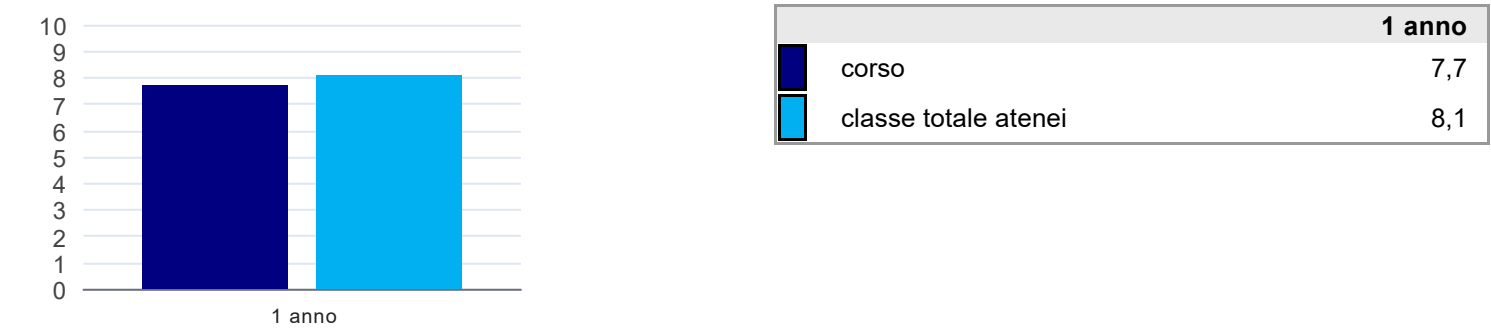 10
9
8
7
6
5
4
3
2
1
0
1 anno
1 anno
corso 7,7
classe totale atenei 8,1